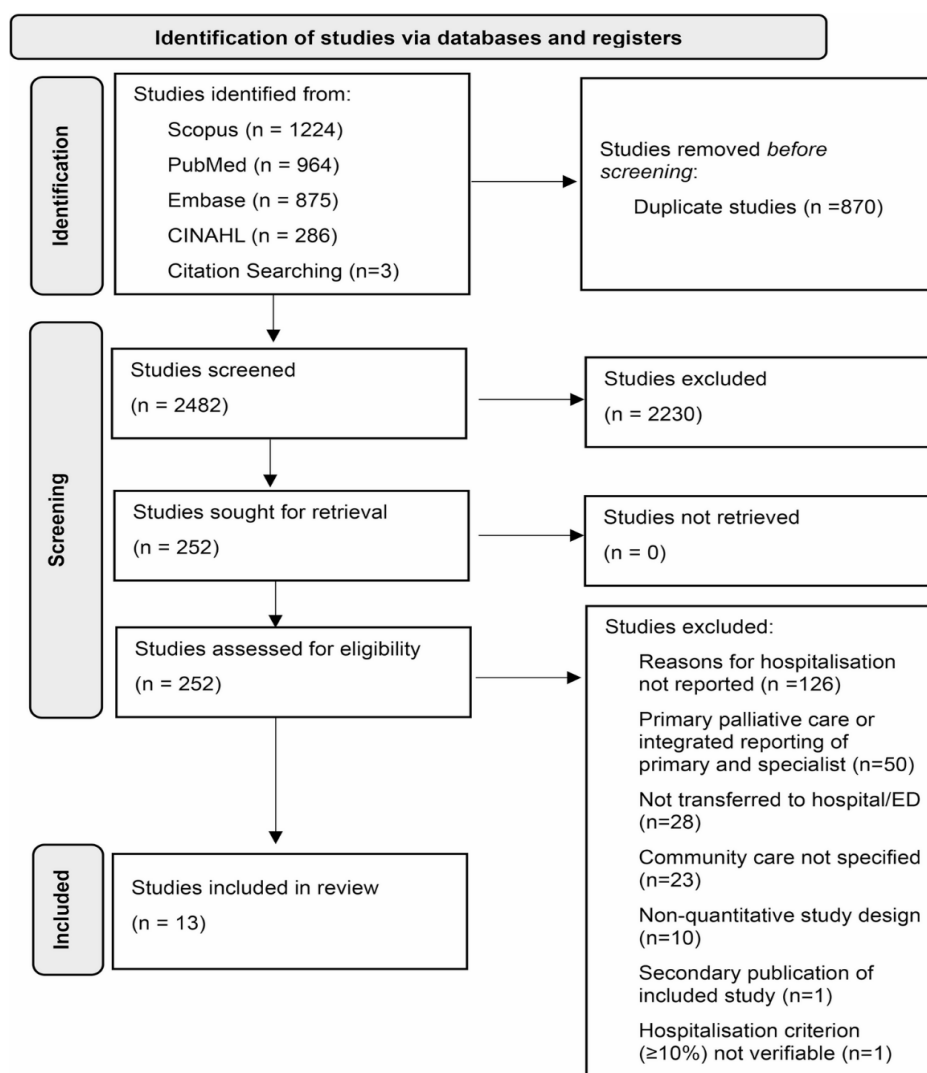 Identification of studies via databases and registers
Identification
Studies identified from:
Scopus (n = 1224)
PubMed (n = 964)
Embase (n = 875)
CINAHL (n = 286)
Citation Searching (n=3)
Studies removed before
screening:
Duplicate studies (n =870)
Screening
Studies screened
(n = 2482)
Studies excluded
(n = 2230)
Studies sought for retrieval
(n = 252)
Studies not retrieved
(n = 0)
Studies assessed for eligibility
(n = 252)
Studies excluded:
Reasons for hospitalisation
not reported (n =126)
Primary palliative care or
integrated reporting of
primary and specialist (n=50)
Not transferred to hospital/ED
(n=28)
Community care not specified
(n=23)
Non-quantitative study design
(n=10)
Secondary publication of
included study (n=1)
Hospitalisation criterion
(≥10%) not verifiable (n=1)
Included
Studies included in review
(n = 13)